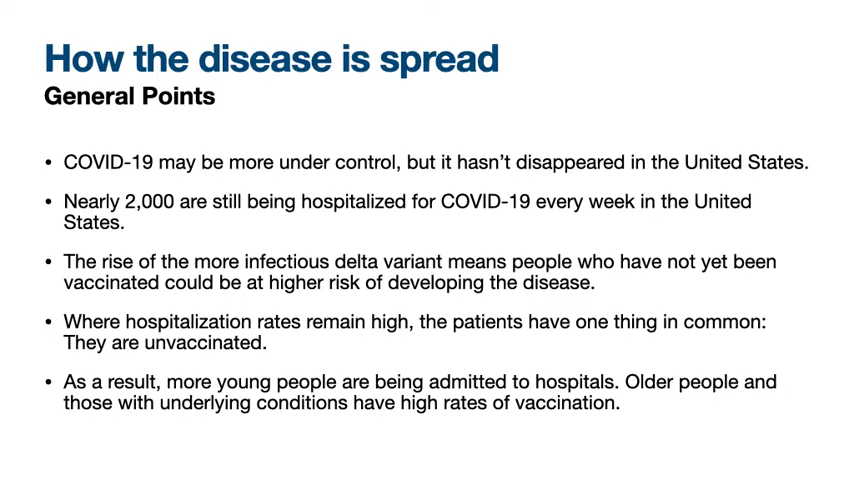 How the disease is spread
General Points
• COVID-19 may be more under control, but it hasn't disappeared in the United States.
• Nearly 2,000 are still being hospitalized for COVID-19 every week in the United
States.
• The rise of the more infectious delta variant means people who have not yet been
vaccinated could be at higher risk of developing the disease.
• Where hospitalization rates remain high, the patients have one thing in common:
They are unvaccinated.
• As a result, more young people are being admitted to hospitals. Older people and
those with underlying conditions have high rates of vaccination.